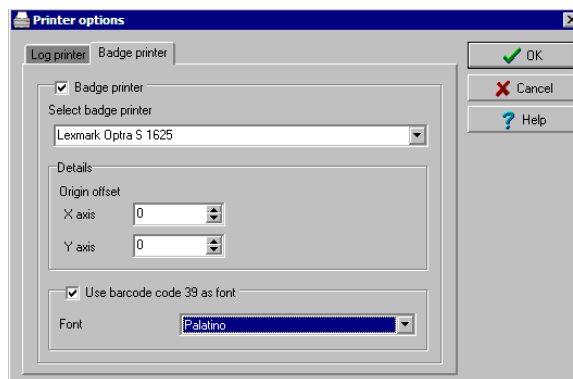 Printer options
Log printer Badge printer
Badge printer
Select badge printer
Lexmark Optra S 1625
Details
Origin offset
X axis 0
Y axis 0
Use barcode code 39 as font
Font Palatino
OK
Cancel
? Help